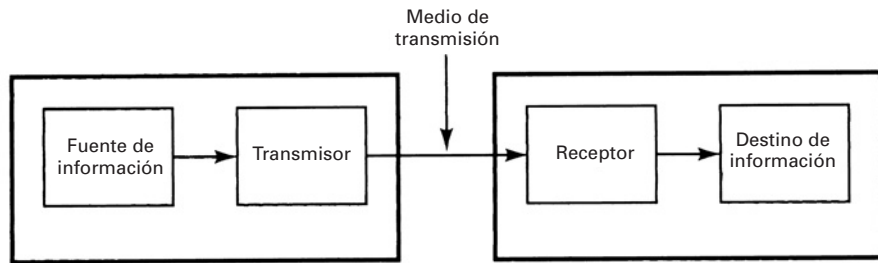 Medio de
transmisión
Fuente de
información
Transmisor
Receptor
Destino de
información